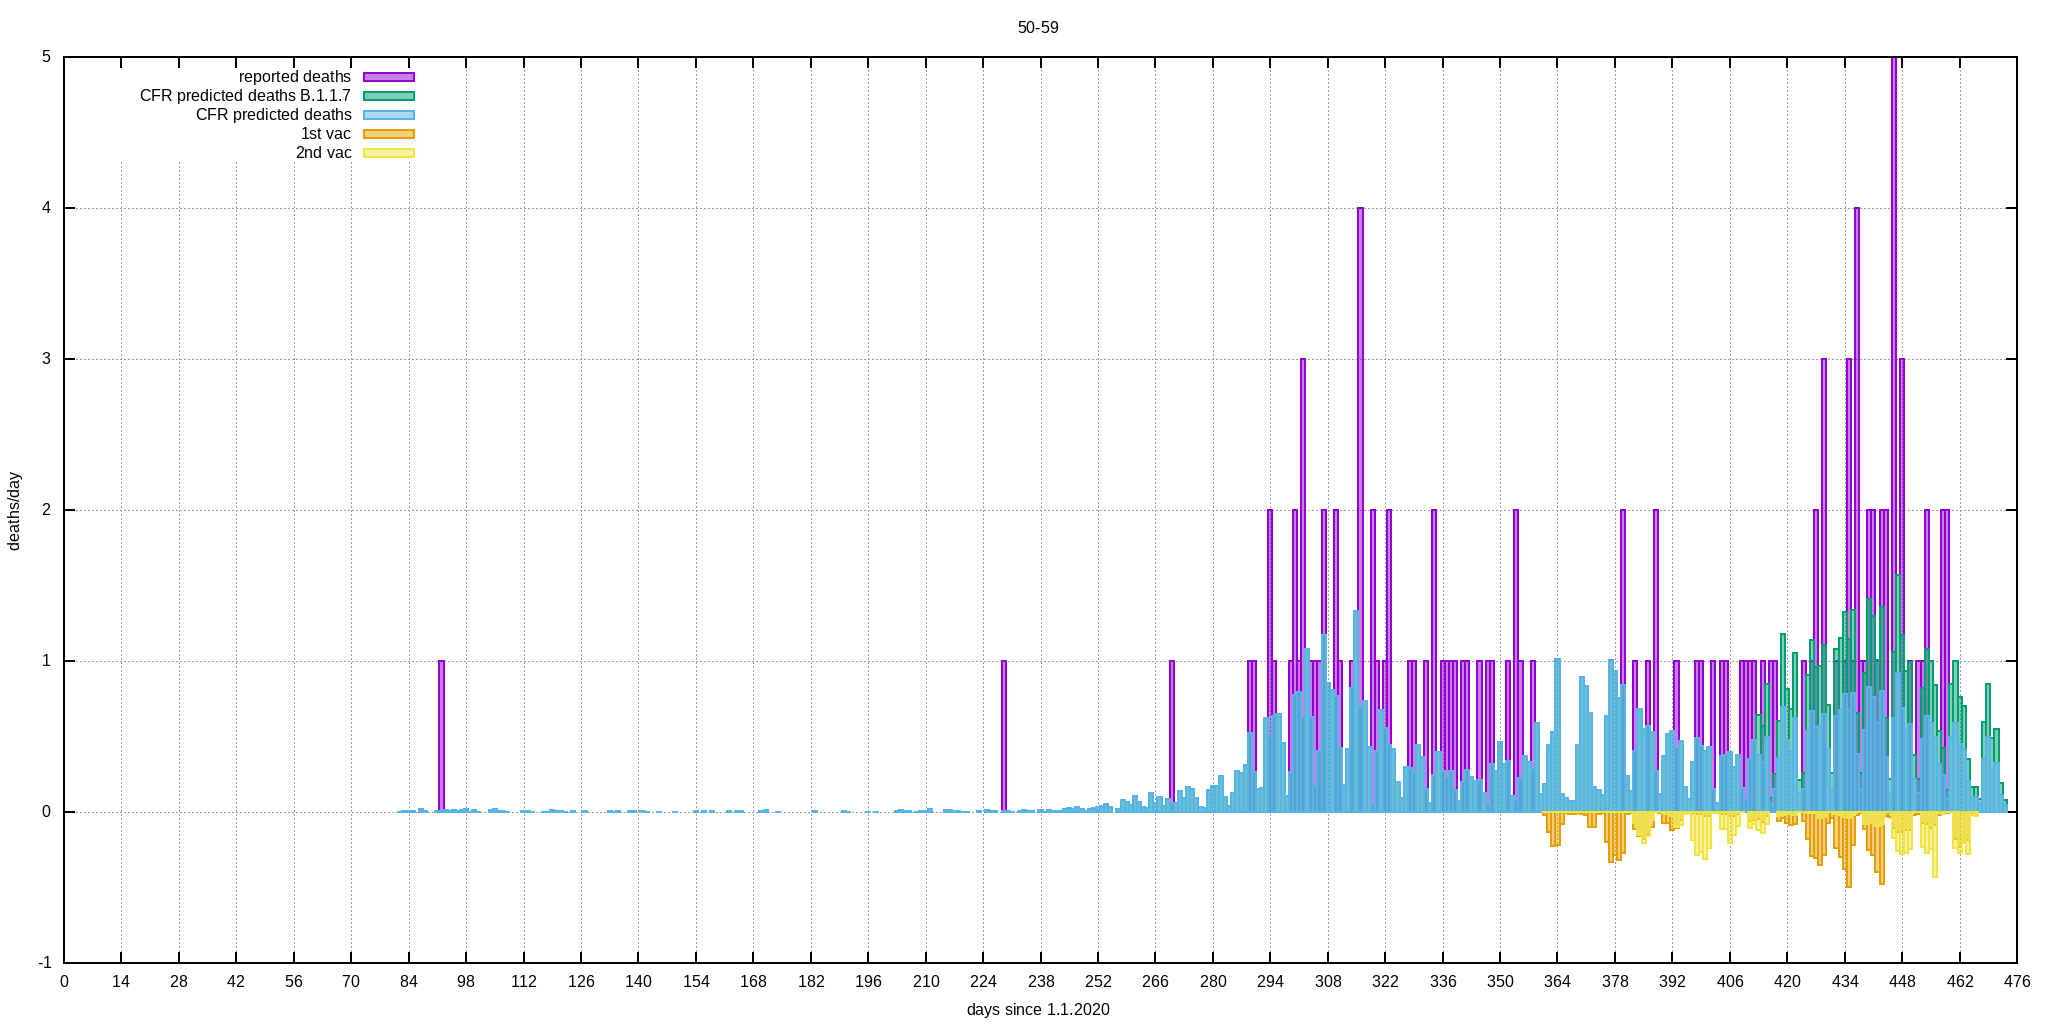 50-59
reported deaths
CFR predicted deaths B.1.1.7
CFR predicted deaths
1st vac
2nd vac
5
4
3
2
1
0
-1
deaths/day
0 14 28 42 56 70 84 98 112 126 140 154 168 182 196 210 224 238 252 266 280 294 308 322 336 350 364 378 392 406 420 434 448 462 476
days since 1.1.2020